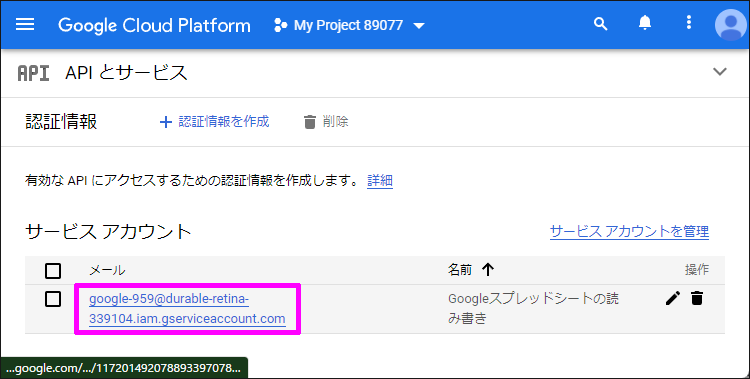 Google Cloud Platform My Project 89077
API APIとサービス
認証情報 + 認証情報を作成 削除
有効な API にアクセスするための認証情報を作成します。 詳細
サービス アカウント サービス アカウントを管理
メール 名前 操作
google-959@durable-retina- Googleスプレッドシートの読
339104.iam.gserviceaccount.com み書き
...google.com/.../117201492078893397078...